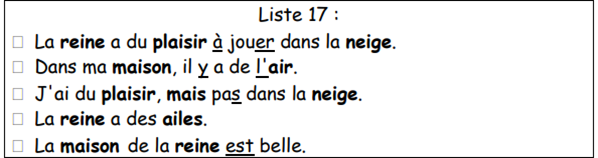 Liste 17 :
□ La reine a du plaisir à jouer dans la neige.
□ Dans ma maison, il y a de l'air.
□ J'ai du plaisir, mais pas dans la neige.
□ La reine a des ailes.
□ La maison de la reine est belle.